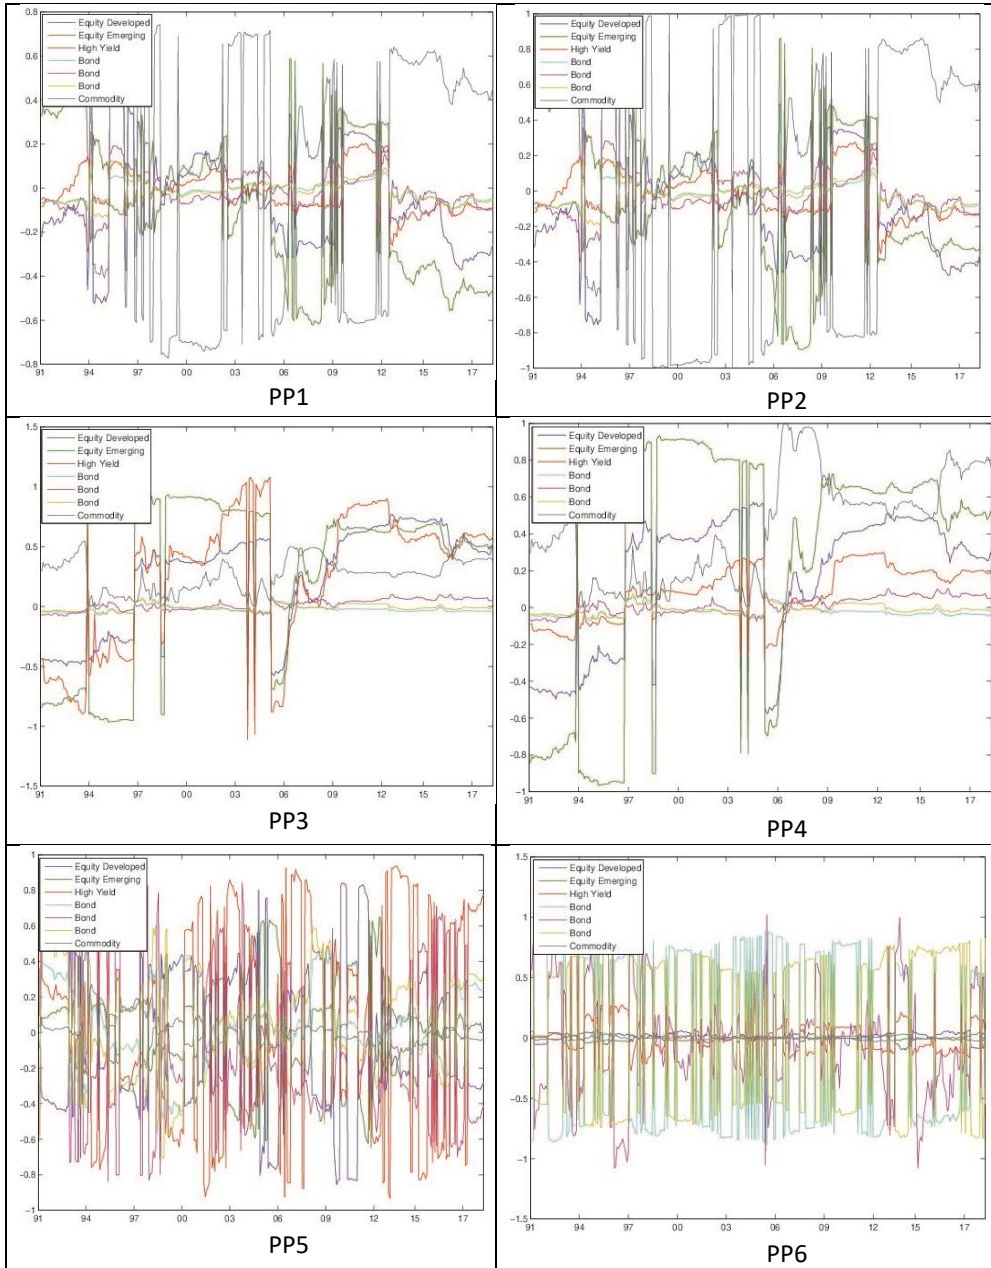 0.8
0.6
0.4
0.2
0
−0.2
−0.4
−0.6
−0.8
Equity Developed
Equity Emerging
High Yield
Bond
Bond
Bond
Commodity
91 94 97 00 03 06 09 12 15 17
PP1
1
0.8
0.6
0.4
0.2
0
−0.2
−0.4
−0.6
−0.8
−1
Equity Developed
Equity Emerging
High Yield
Bond
Bond
Bond
Commodity
91 94 97 00 03 06 09 12 15 17
PP2
1.5
1
0.5
0
−0.5
−1
−1.5
Equity Developed
Equity Emerging
High Yield
Bond
Bond
Bond
Commodity
91 94 97 00 03 06 09 12 15 17
PP3
1
0.8
0.6
0.4
0.2
0
−0.2
−0.4
−0.6
−0.8
−1
Equity Developed
Equity Emerging
High Yield
Bond
Bond
Bond
Commodity
91 94 97 00 03 06 09 12 15 17
PP4
1
0.8
0.6
0.4
0.2
0
−0.2
−0.4
−0.6
−0.8
−1
Equity Developed
Equity Emerging
High Yield
Bond
Bond
Bond
Commodity
91 94 97 00 03 06 09 12 15 17
PP5
1.5
1
0.5
0
−0.5
−1
−1.5
Equity Developed
Equity Emerging
High Yield
Bond
Bond
Bond
Commodity
91 94 97 00 03 06 09 12 15 17
PP6